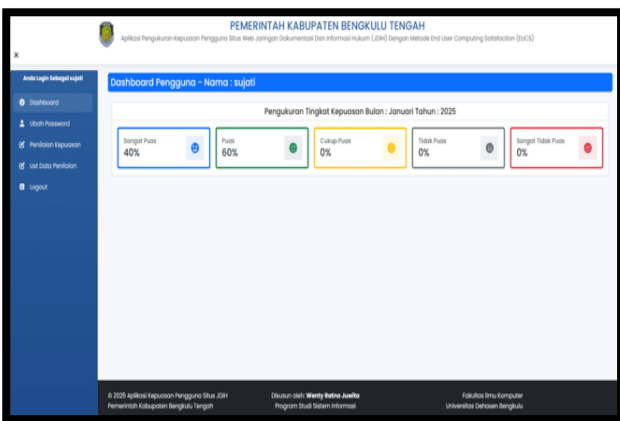 PEMERINTAH KABUPATEN BENGKULU TENGAH
Aplikasi Pengukuran Kepuasan Pengguna Situs Web Jaringan Dokumentasi Dan Informasi Hukum (JDIH) Dengan Metode End User Computing Satisfaction (EUCS)
x
Anda Login Sebagai sujati
Dashboard
Ubah Password
Penilaian Kepuasan
List Data Penilaian
Logout
Dashboard Pengguna - Nama : sujati
Pengukuran Tingkat Kepuasan Bulan : Januari Tahun : 2025
Sangat Puas
40%
Puas
60%
Cukup Puas
0%
Tidak Puas
0%
Sangat Tidak Puas
0%
© 2025 Aplikasi Kepuasan Pengguna Situs JDIH
Pemerintah Kabupaten Bengkulu Tengah
Disusun oleh: Wenty Ratna Juwita
Program Studi Sistem Informasi
Fakultas Ilmu Komputer
Universitas Dehasen Bengkulu